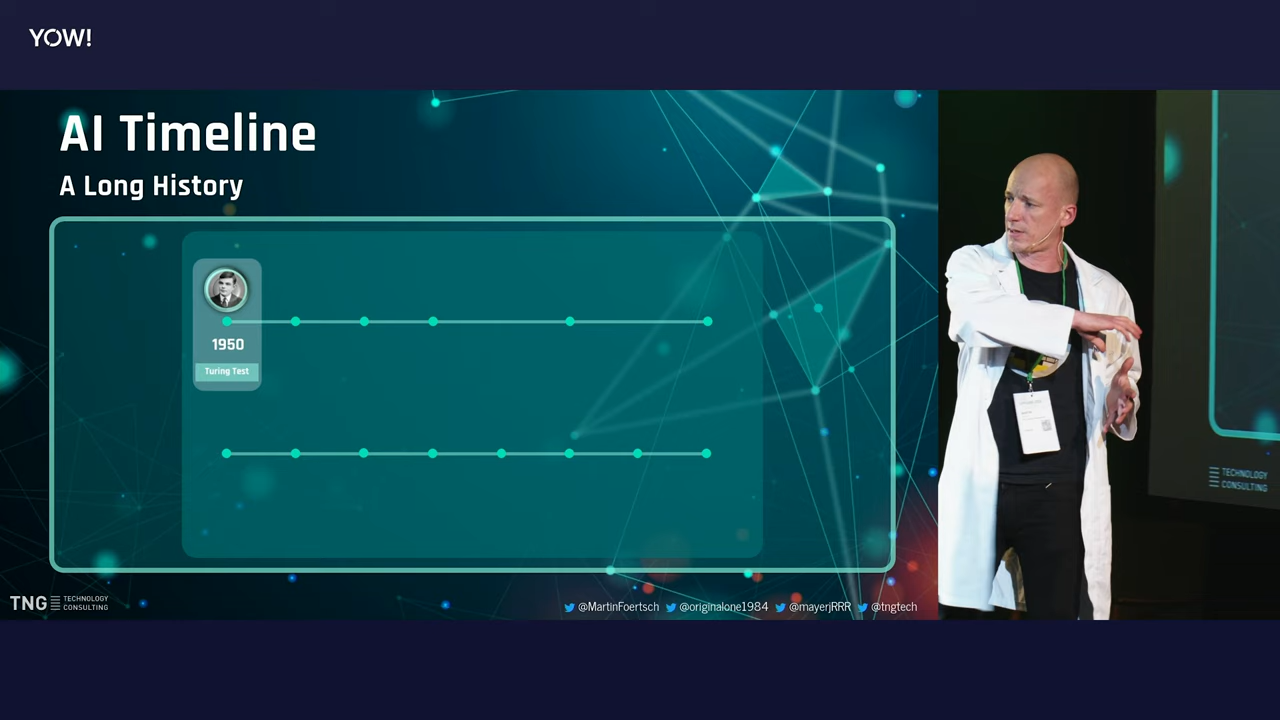 YOW!
AI Timeline
A Long History
1950
Turing Test
TNG TECHNOLOGY
CONSULTING
@MartinFoertsch @originalone1984 @mayerjRRR @tngtech
TECHNOLOGY
CONSULTING